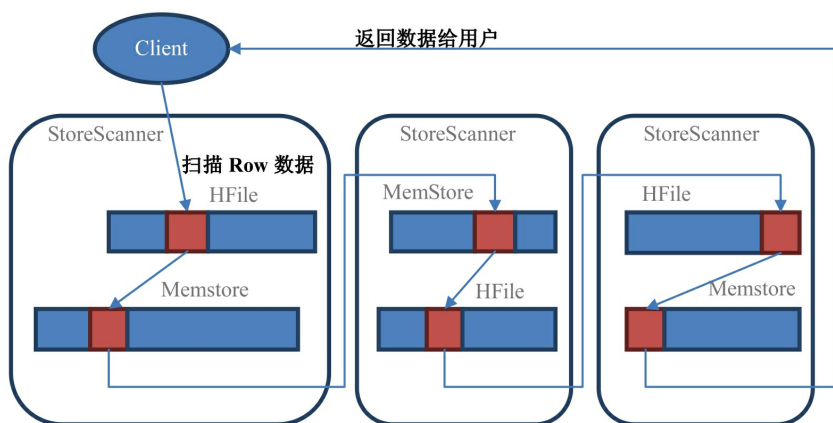 Client
返回数据给用户
StoreScanner
StoreScanner
StoreScanner
扫描 Row 数据
HFile
MemStore
HFile
Memstore
HFile
Memstore